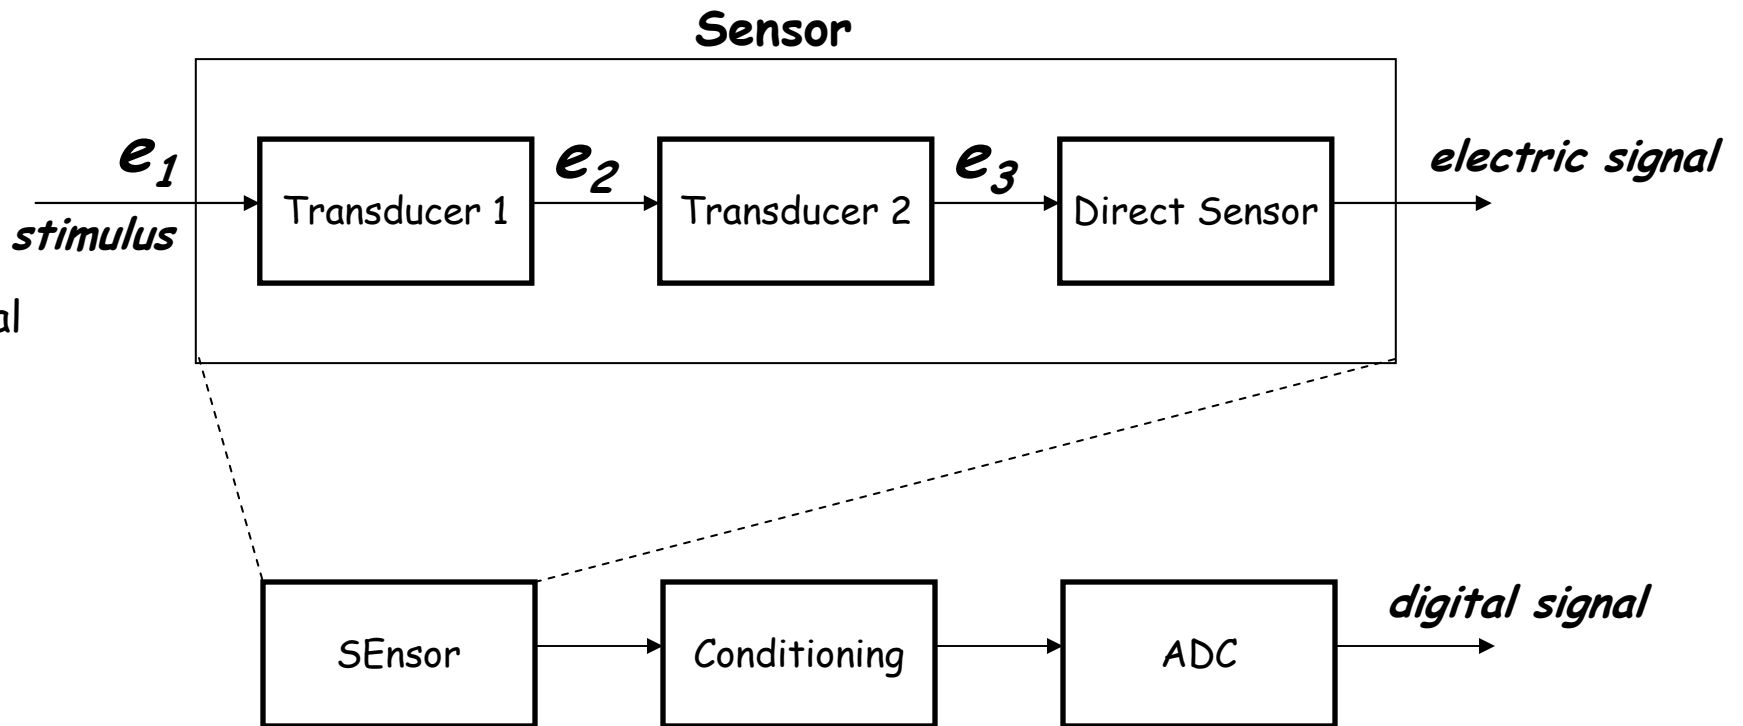 Sensor
e1
e2
e3
electric signal
Transducer 1
Transducer 2
Direct Sensor
stimulus
al
digital signal
SEnsor
Conditioning
ADC